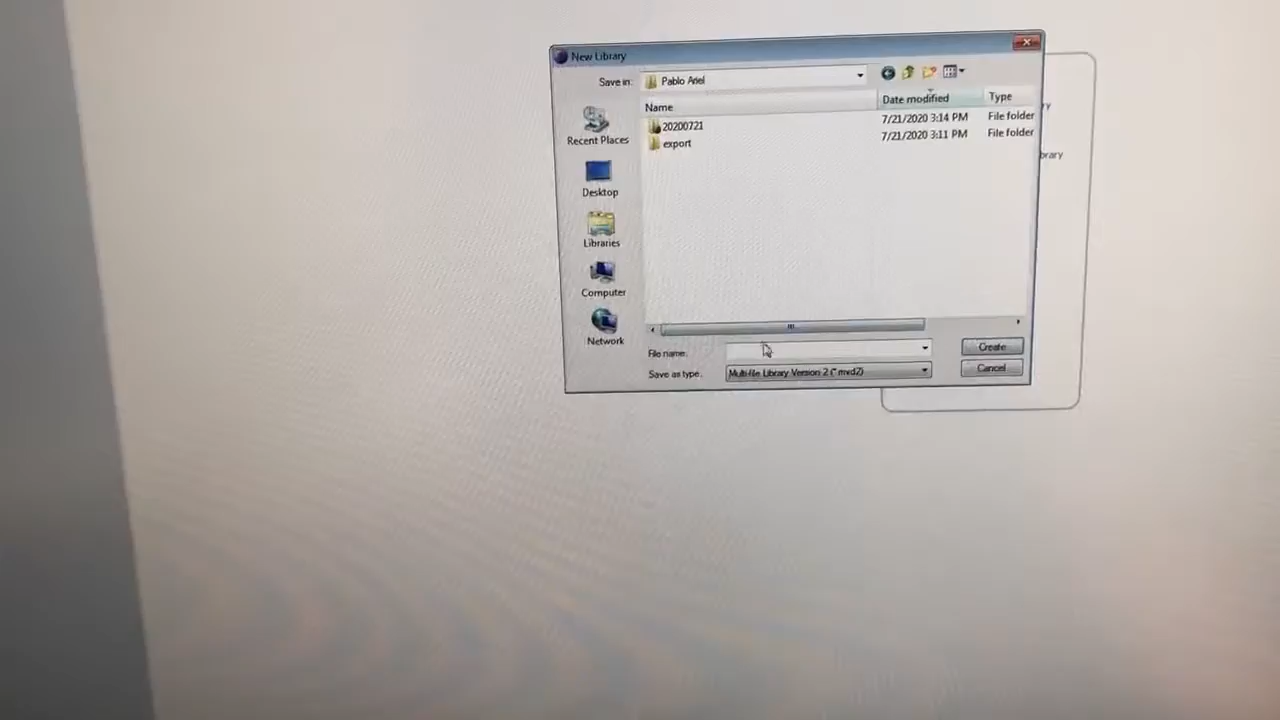 New Library
Save in: Pablo Ariel
Name Date modified Type
20200721 7/21/2020 3:14 PM File folder
export 7/21/2020 3:11 PM File folder
Recent Places
Desktop
Libraries
Computer
Network
File name: Create
Save as type: Multi-file Library Version 2 (*.mvd2) Cancel
ry
brary